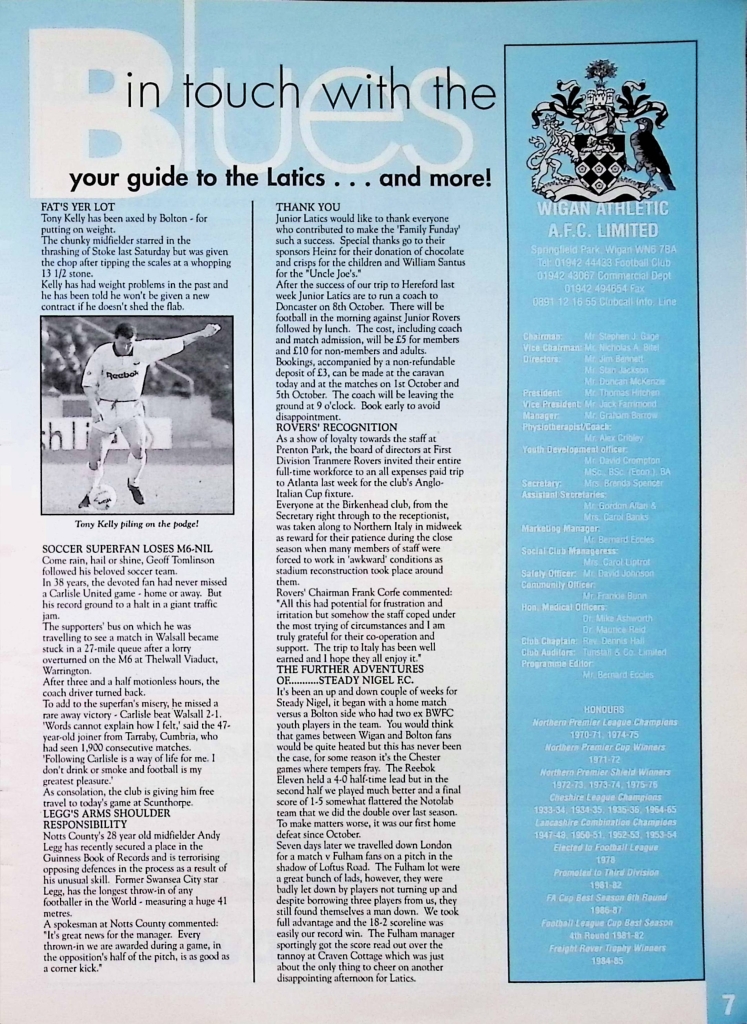 Blues
in touch with the
your guide to the Latics . . . and more!
FAT'S YER LOT
Tony Kelly has been axed by Bolton - for
putting on weight.
The chunky midfielder starred in the
thrashing of Stoke last Saturday but was given
the chop after tipping the scales at a whopping
13 1/2 stone.
Kelly has had weight problems in the past and
he has been told he won't be given a new
contract if he doesn't shed the flab.
Reebok
Tony Kelly piling on the podge!
SOCCER SUPERFAN LOSES M6-NIL
Come rain, hail or shine, Geoff Tomlinson
followed his beloved soccer team.
In 38 years, the devoted fan had never missed
a Carlisle United game - home or away. But
his record ground to a halt in a giant traffic
jam.
The supporters' bus on which he was
travelling to see a match in Walsall became
stuck in a 27-mile queue after a lorry
overturned on the M6 at Thelwall Viaduct,
Warrington.
After three and a half motionless hours, the
coach driver turned back.
To add to the superfan's misery, he missed a
rare away victory - Carlisle beat Walsall 2-1.
'Words cannot explain how I felt,' said the 47-
year-old joiner from Tarraby, Cumbria, who
had seen 1,900 consecutive matches.
'Following Carlisle is a way of life for me. I
don't drink or smoke and football is my
greatest pleasure.'
As consolation, the club is giving him free
travel to today's game at Scunthorpe.
LEGG'S ARMS SHOULDER
RESPONSIBILITY
Notts County's 28 year old midfielder Andy
Legg has recently secured a place in the
Guinness Book of Records and is terrorising
opposing defences in the process as a result of
his unusual skill. Former Swansea City star
Legg, has the longest throw-in of any
footballer in the World - measuring a huge 41
metres.
A spokesman at Notts County commented:
"It's great news for the manager. Every
thrown-in we are awarded during a game, in
the opposition's half of the pitch, is as good as
a corner kick."
THANK YOU
Junior Latics would like to thank everyone
who contributed to make the 'Family Funday'
such a success. Special thanks go to their
sponsors Heinz for their donation of chocolate
and crisps for the children and William Santus
for the "Uncle Joe's."
After the success of our trip to Hereford last
week Junior Latics are to run a coach to
Doncaster on 8th October. There will be
football in the morning against Junior Rovers
followed by lunch. The cost, including coach
and match admission, will be £5 for members
and £10 for non-members and adults.
Bookings, accompanied by a non-refundable
deposit of £3, can be made at the caravan
today and at the matches on 1st October and
5th October. The coach will be leaving the
ground at 9 o'clock. Book early to avoid
disappointment.
ROVERS' RECOGNITION
As a show of loyalty towards the staff at
Prenton Park, the board of directors at First
Division Tranmere Rovers invited their entire
full-time workforce to an all expenses paid trip
to Atlanta last week for the club's Anglo-
Italian Cup fixture.
Everyone at the Birkenhead club, from the
Secretary right through to the receptionist,
was taken along to Northern Italy in midweek
as reward for their patience during the close
season when many members of staff were
forced to work in 'awkward' conditions as
stadium reconstruction took place around
them.
Rovers' Chairman Frank Corfe commented:
"All this had potential for frustration and
irritation but somehow the staff coped under
the most trying of circumstances and I am
truly grateful for their co-operation and
support. The trip to Italy has been well
earned and I hope they all enjoy it."
THE FURTHER ADVENTURES
OF...........STEADY NIGEL F.C.
It's been an up and down couple of weeks for
Steady Nigel, it began with a home match
versus a Bolton side who had two ex BWFC
youth players in the team. You would think
that games between Wigan and Bolton fans
would be quite heated but this has never been
the case, for some reason it's the Chester
games where tempers fray. The Reebok
Eleven held a 4-0 half-time lead but in the
second half we played much better and a final
score of 1-5 somewhat flattered the Notolab
team that we did the double over last season.
To make matters worse, it was our first home
defeat since October.
Seven days later we travelled down London
for a match v Fulham fans on a pitch in the
shadow of Loftus Road. The Fulham lot were
a great bunch of lads, however, they were
badly let down by players not turning up and
despite borrowing three players from us, they
still found themselves a man down. We took
full advantage and the 18-2 scoreline was
easily our record win. The Fulham manager
sportingly got the score read out over the
tannoy at Craven Cottage which was just
about the only thing to cheer on another
disappointing afternoon for Latics.
WIGAN ATHLETIC
A.F.C. LIMITED
Springfield Park, Wigan WN6 7BA
Tel: 01942 44433 Football Club
01942 43067 Commercial Dept
01942 494654 Fax
0891 12 16 55 Clubcall Info. Line
Chairman: Mr. Stephen J. Gage
Vice Chairman: Mr. Nicholas A. Bitel
Directors: Mr. Jim Bennett
Mr. Stan Jackson
Mr. Duncan McKenzie
President: Mr. Thomas Hitchen
Vice President: Mr. Jack Farrimond
Manager: Mr. Graham Barrow
Physiotherapist/Coach:
Mr. Alex Cribley
Youth Development officer:
Mr. David Crompton
MSc., BSc. (Econ.), BA
Secretary: Mrs. Brenda Spencer
Assistant Secretaries:
Mr. Gordon Allan &
Mrs. Carol Banks
Marketing Manager:
Mr. Bernard Eccles
Social Club Manageress:
Mrs. Carol Liptrot
Safety Officer: Mr. David Johnson
Community Officer:
Mr. Frankie Bunn
Hon. Medical Officers:
Dr. Mike Ashworth
Dr. Maurice Reid
Club Chaplain: Rev. Dennis Hall
Club Auditors: Tunstall & Co. Limited
Programme Editor:
Mr. Bernard Eccles
HONOURS
Northern Premier League Champions
1970-71, 1974-75
Northern Premier Cup Winners
1971-72
Northern Premier Shield Winners
1972-73, 1973-74, 1975-76
Cheshire League Champions
1933-34, 1934-35, 1935-36, 1964-65
Lancashire Combination Champions
1947-48, 1950-51, 1952-53, 1953-54
Elected to Football League
1978
Promoted to Third Division
1981-82
FA Cup Best Season 6th Round
1986-87
Football League Cup Best Season
4th Round 1981-82
Freight Rover Trophy Winners
1984-85
7